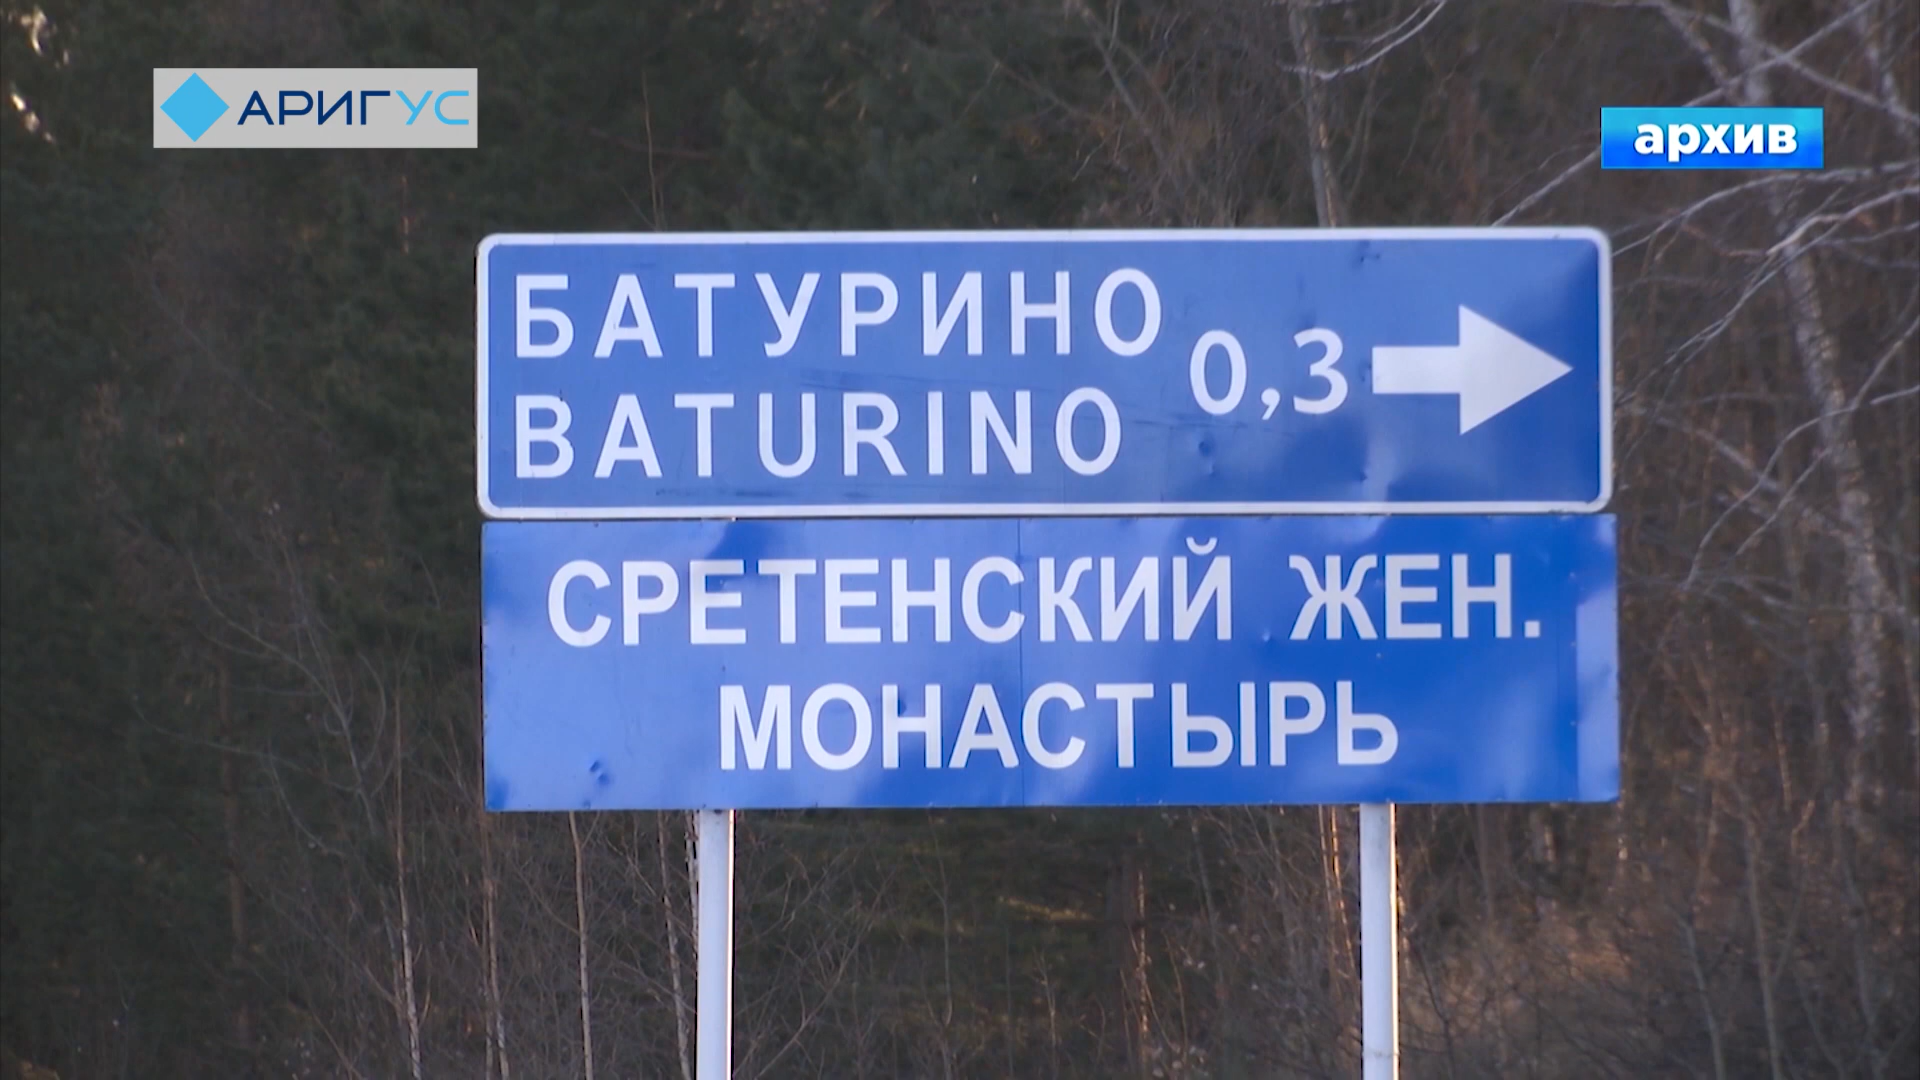 АРИГУС
архив
БАТУРИНО
BATURINO
0,3
СРЕТЕНСКИЙ ЖЕН.
МОНАСТЫРЬ